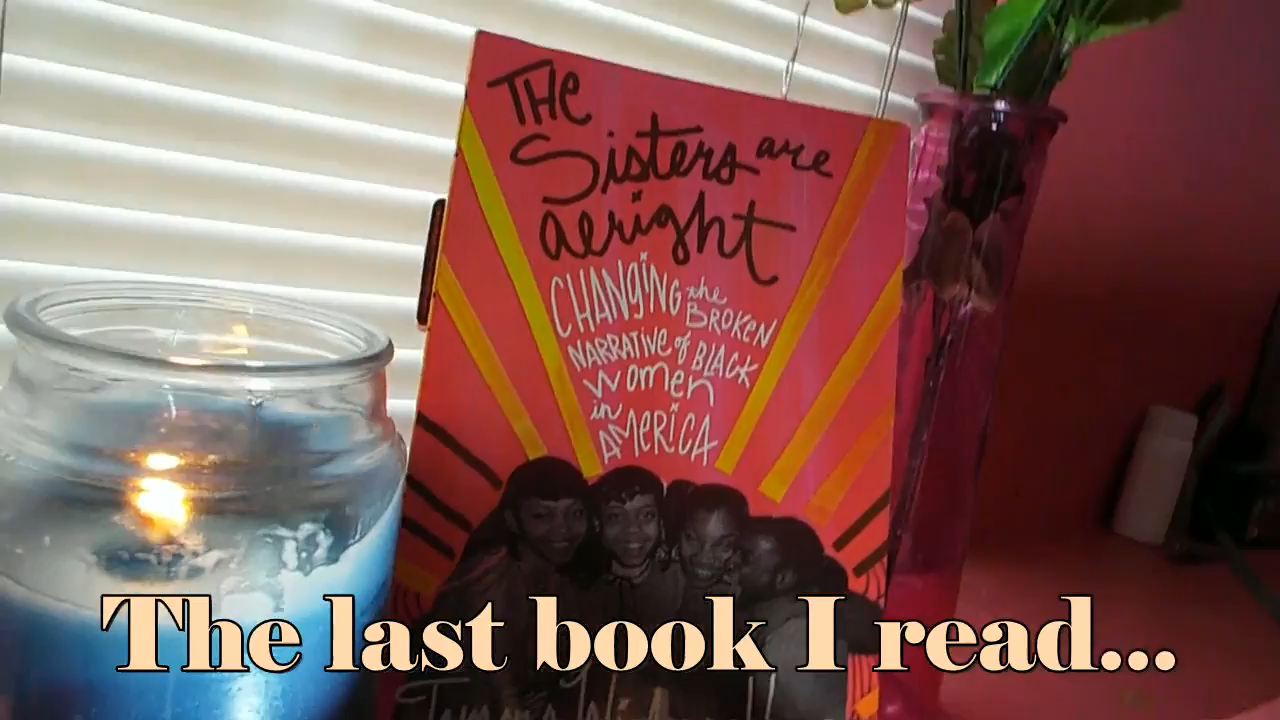 THe
Sisters are
alright
CHANgiNG the
BROKEN
NARRATiVe of BLACK
women
in
AMeRiCA
The last book I read...